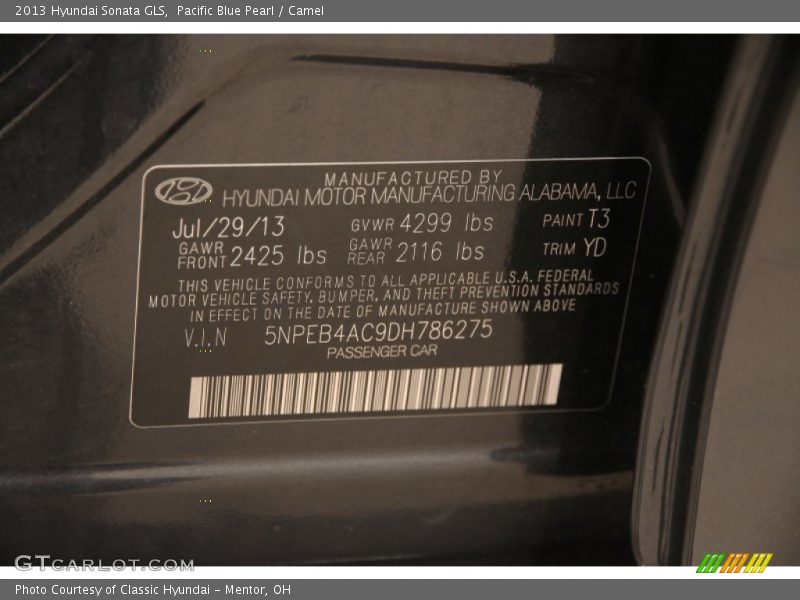 2013 Hyundai Sonata GLS, Pacific Blue Pearl / Camel
MANUFACTURED BY
HYUNDAI MOTOR MANUFACTURING ALABAMA, LLC
Jul/29/13 GVWR 4299 lbs PAINT T3
GAWR FRONT 2425 lbs GAWR REAR 2116 lbs TRIM YD
THIS VEHICLE CONFORMS TO ALL APPLICABLE U.S.A. FEDERAL
MOTOR VEHICLE SAFETY, BUMPER, AND THEFT PREVENTION STANDARDS
IN EFFECT ON THE DATE OF MANUFACTURE SHOWN ABOVE
V.I.N 5NPEB4AC9DH786275
PASSENGER CAR
GTCARLOT.COM
Photo Courtesy of Classic Hyundai - Mentor, OH